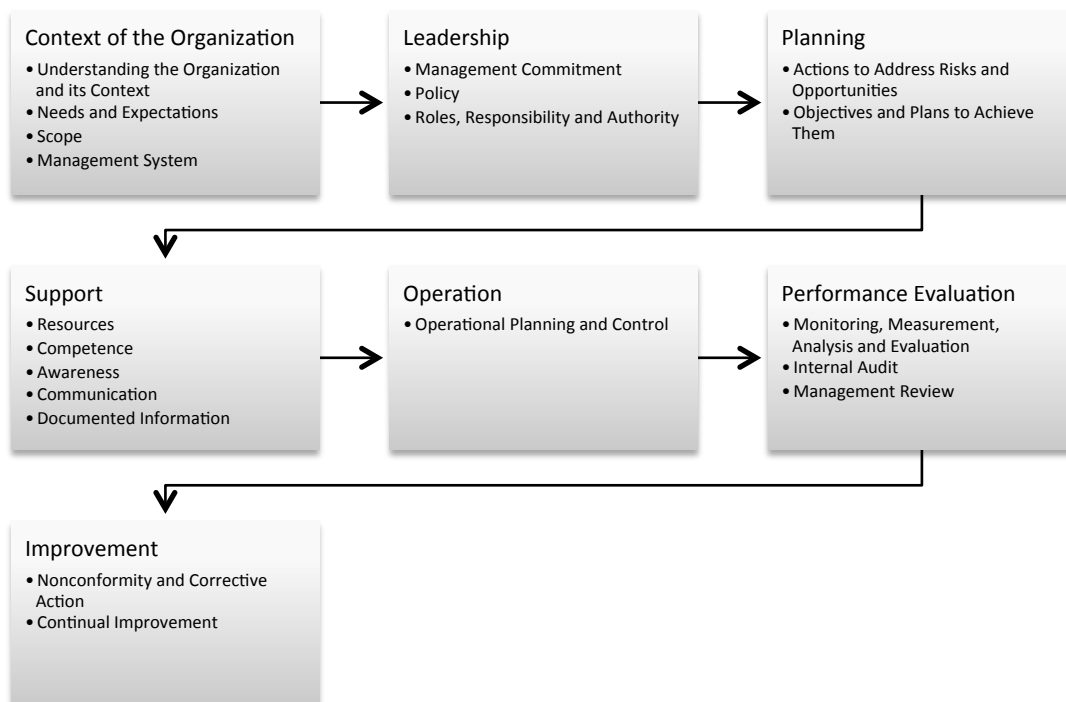 Context of the Organization
• Understanding the Organization
and its Context
• Needs and Expectations
• Scope
• Management System
Leadership
• Management Commitment
• Policy
• Roles, Responsibility and Authority
Planning
• Actions to Address Risks and
Opportunities
• Objectives and Plans to Achieve
Them
Support
• Resources
• Competence
• Awareness
• Communication
• Documented Information
Operation
• Operational Planning and Control
Performance Evaluation
• Monitoring, Measurement,
Analysis and Evaluation
• Internal Audit
• Management Review
Improvement
• Nonconformity and Corrective
Action
• Continual Improvement